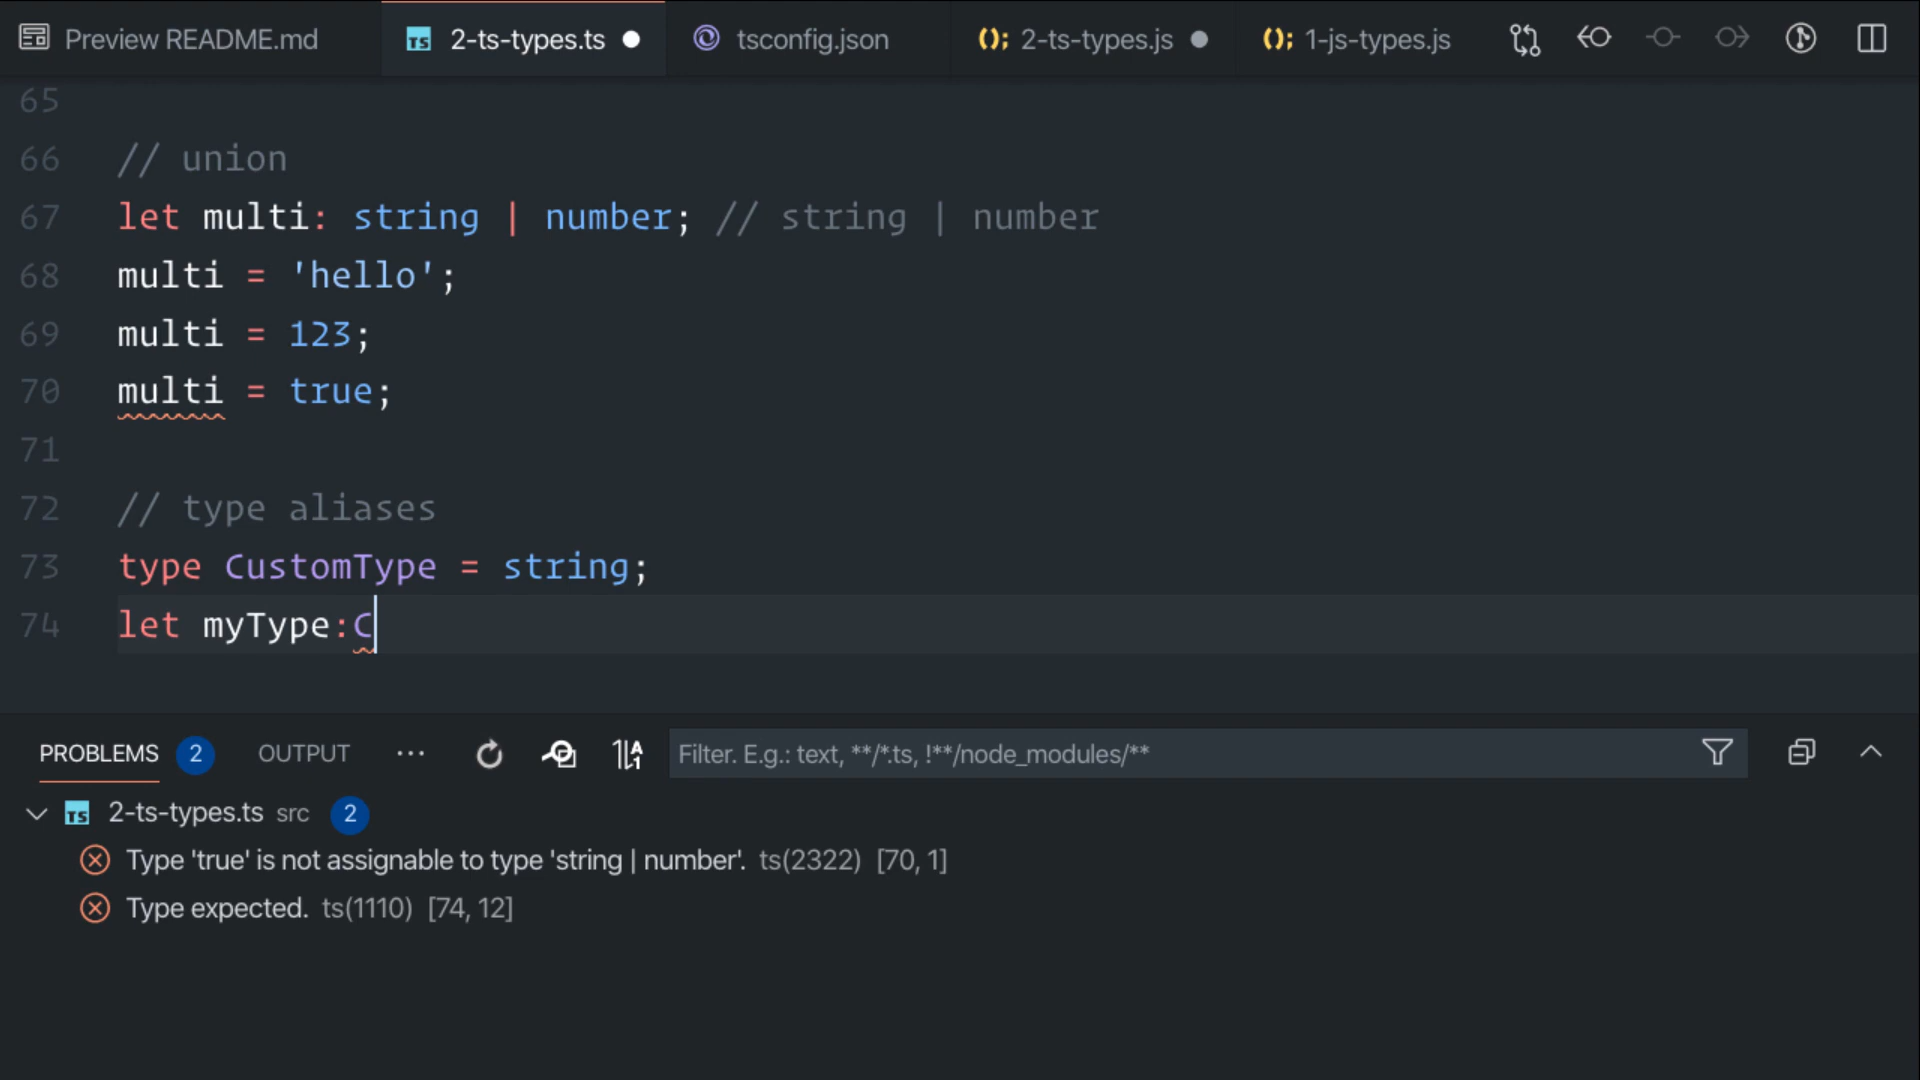 Preview README.md TS 2-ts-types.ts tsconfig.json (); 2-ts-types.js (); 1-js-types.js
65
66 // union
67 let multi: string | number; // string | number
68 multi = 'hello';
69 multi = 123;
70 multi = true;
71
72 // type aliases
73 type CustomType = string;
74 let myType:C
PROBLEMS 2 OUTPUT ··· Filter. E.g.: text, **/*.ts, !**/node_modules/**
TS 2-ts-types.ts src 2
Type 'true' is not assignable to type 'string | number'. ts(2322) [70, 1]
Type expected. ts(1110) [74, 12]